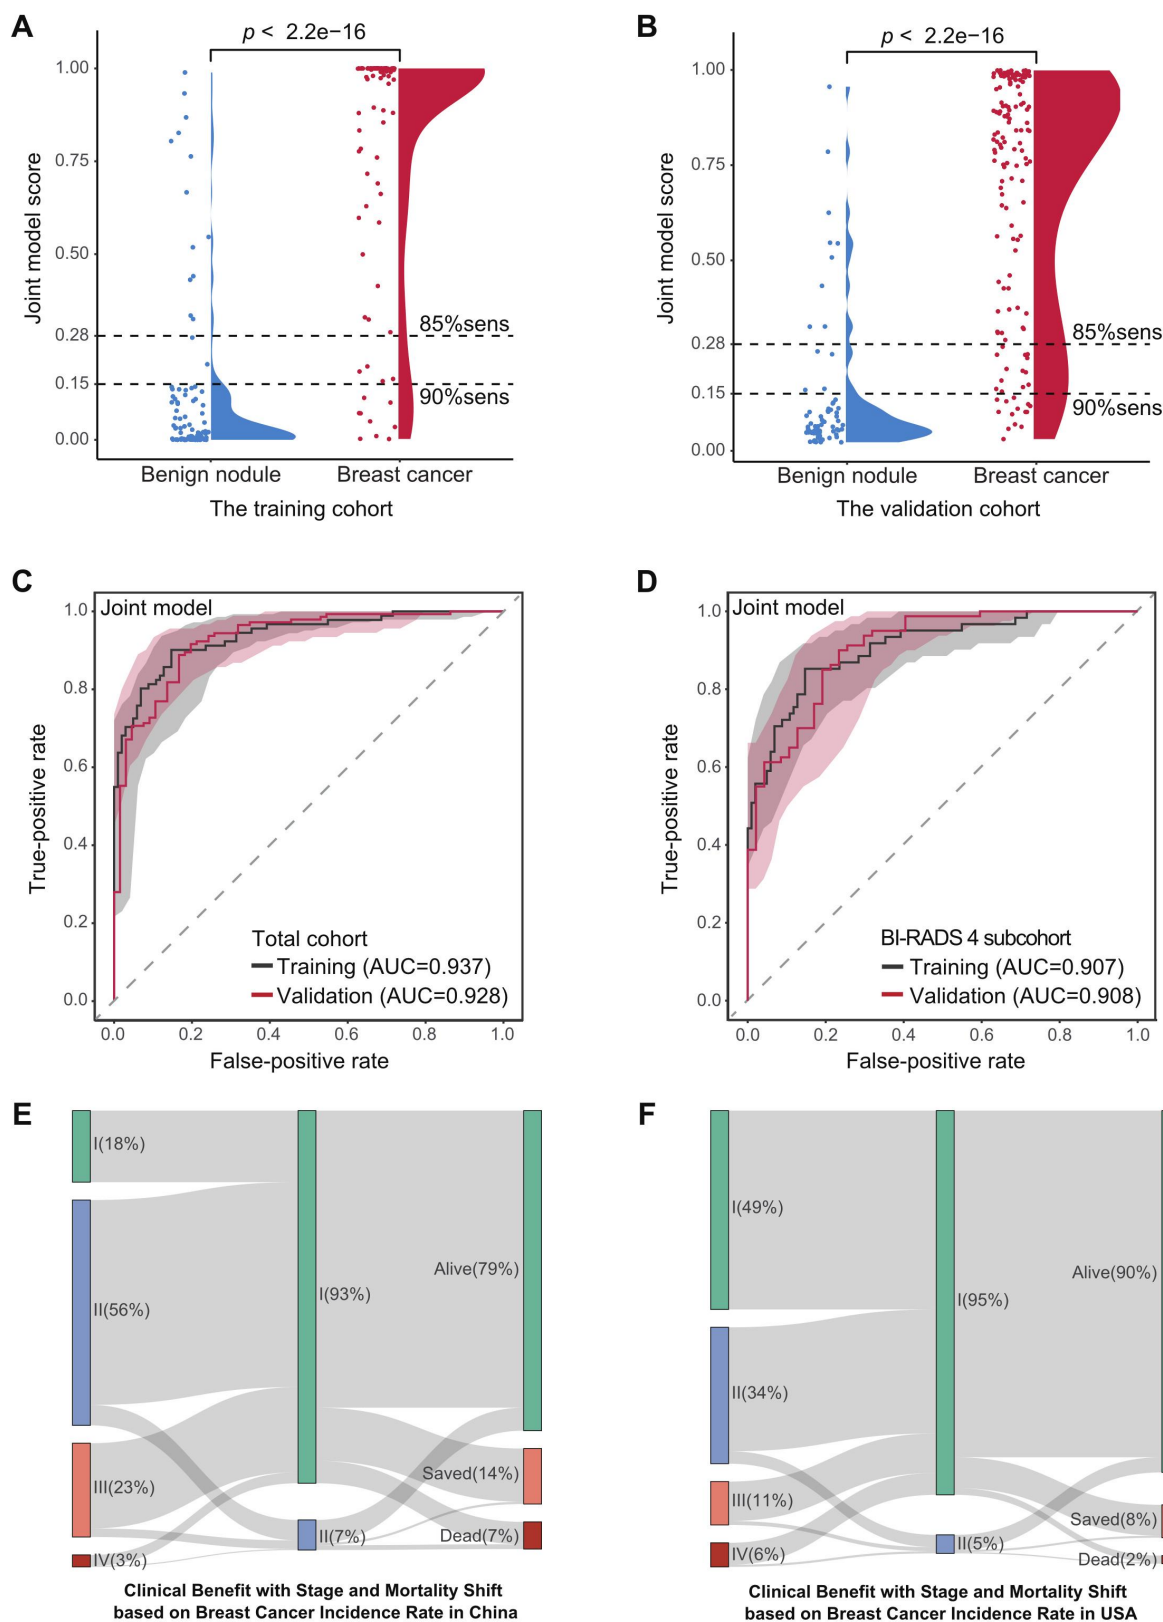 A
p < 2.2e−16
Joint model score
1.00
0.75
0.50
0.28
0.15
0.00
85%sens
90%sens
Benign nodule
Breast cancer
The training cohort
B
p < 2.2e−16
Joint model score
1.00
0.75
0.50
0.28
0.15
0.00
85%sens
90%sens
Benign nodule
Breast cancer
The validation cohort
C
Joint model
True-positive rate
1.0
0.8
0.6
0.4
0.2
0.0
Total cohort
Training (AUC=0.937)
Validation (AUC=0.928)
0.0
0.2
0.4
0.6
0.8
1.0
False-positive rate
D
Joint model
True-positive rate
1.0
0.8
0.6
0.4
0.2
0.0
BI-RADS 4 subcohort
Training (AUC=0.907)
Validation (AUC=0.908)
0.0
0.2
0.4
0.6
0.8
1.0
False-positive rate
E
I(18%)
II(56%)
III(23%)
IV(3%)
I(93%)
II(7%)
Alive(79%)
Saved(14%)
Dead(7%)
Clinical Benefit with Stage and Mortality Shift
based on Breast Cancer Incidence Rate in China
F
I(49%)
II(34%)
III(11%)
IV(6%)
I(95%)
II(5%)
Alive(90%)
Saved(8%)
Dead(2%)
Clinical Benefit with Stage and Mortality Shift
based on Breast Cancer Incidence Rate in USA